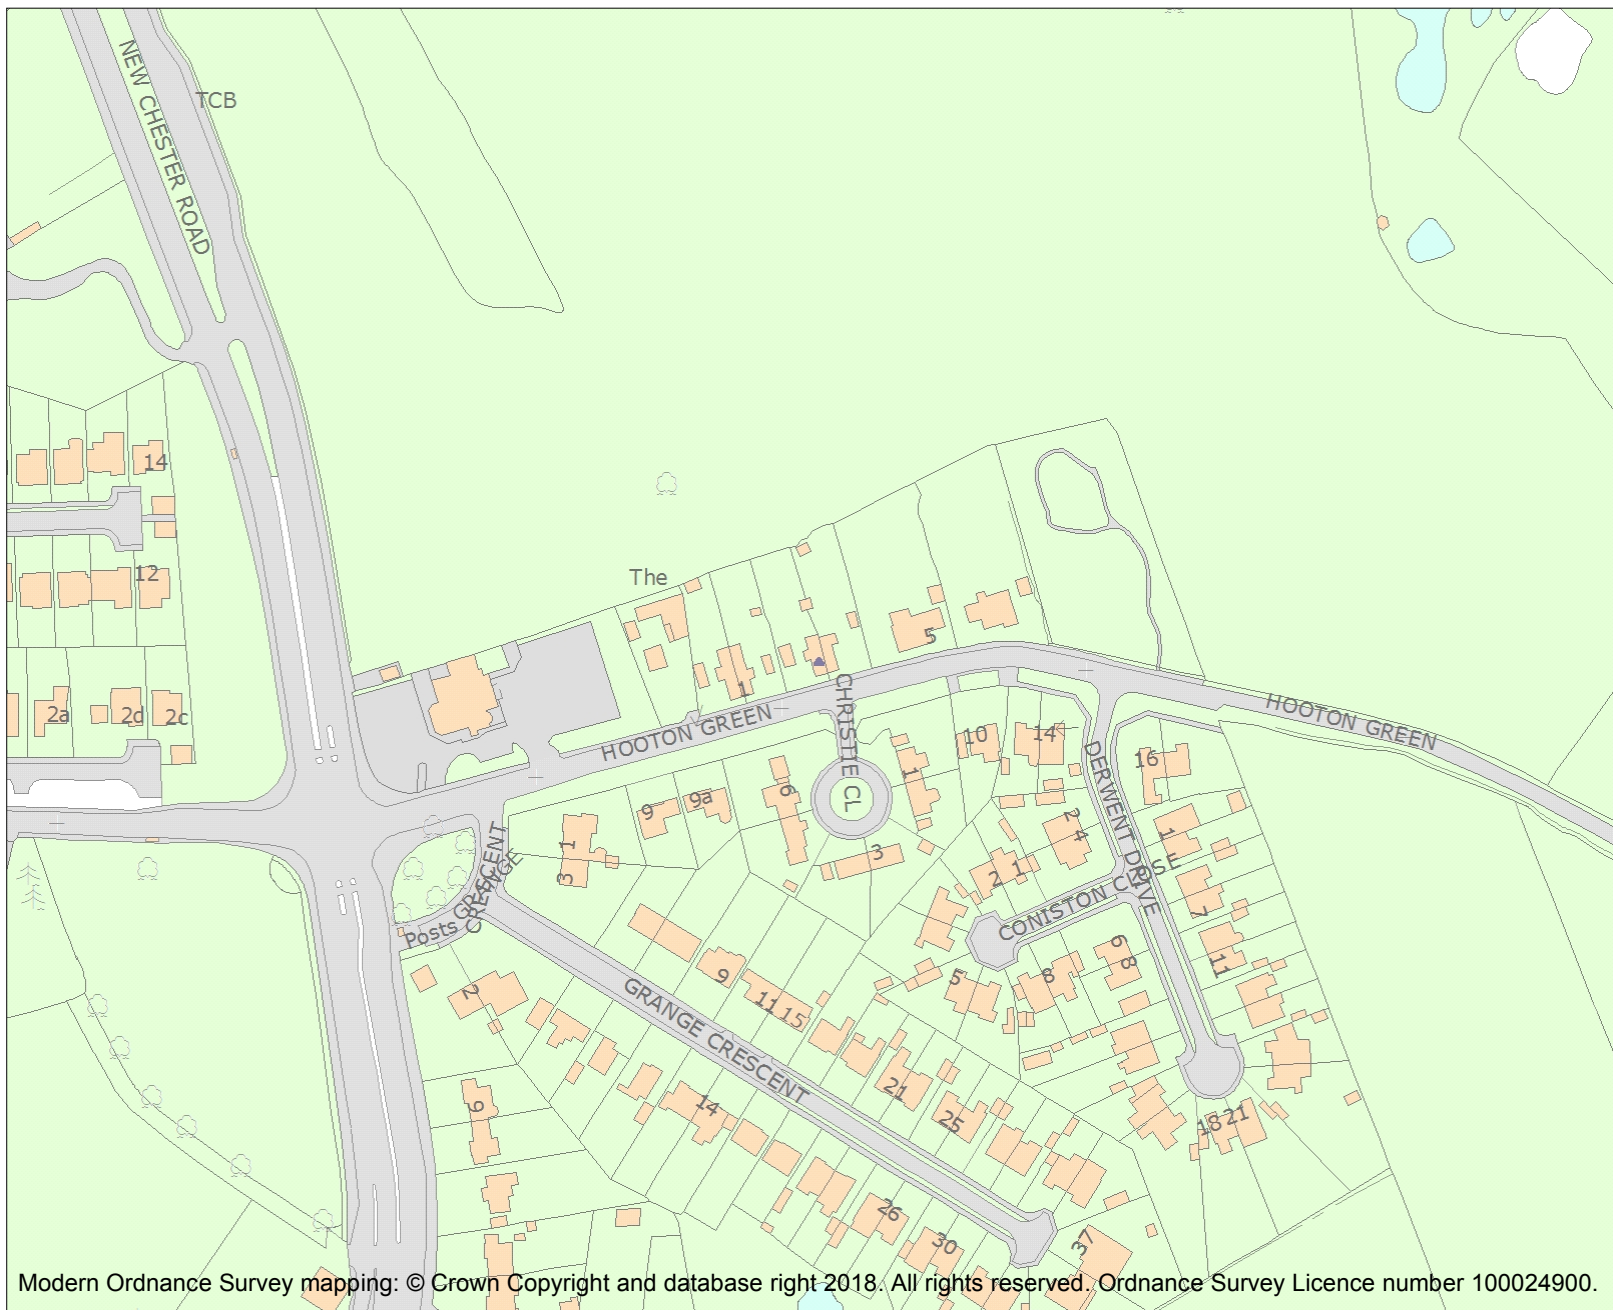 NEW CHESTER ROAD
TCB
14
12
The
2a
2d
2c
5
1
HOOTON GREEN
CHRISTIE CL
HOOTON GREEN
10
14
16
DERWENT DRIVE
9
9a
6
1
1
3
3
2
4
1
2
1
7
11
CONISTON CLOSE
CRESCENT
GRANGE
Posts
2
9
11
15
GRANGE CRESCENT
5
8
6
8
21
25
14
9
18
21
26
30
37
Modern Ordnance Survey mapping: © Crown Copyright and database right 2018. All rights reserved. Ordnance Survey Licence number 100024900.